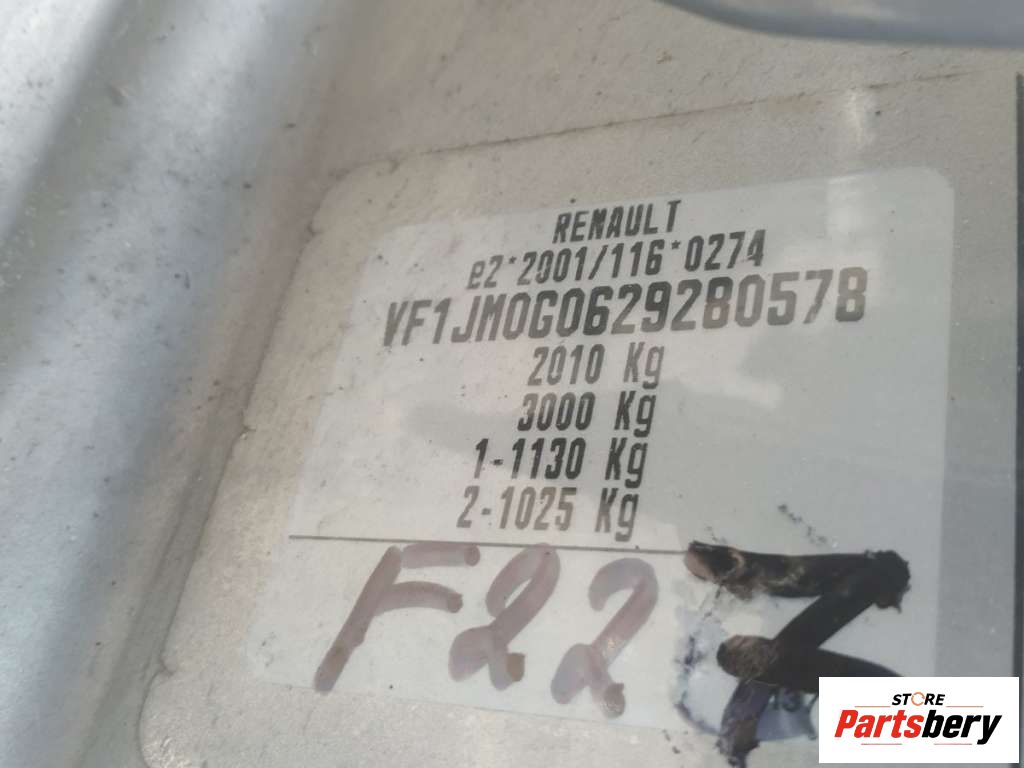 RENAULT
e2*2001/116*0274
VF1JM0G0629280578
2010 Kg
3000 Kg
1-1130 Kg
2-1025 Kg
F22
STORE
Partsbery